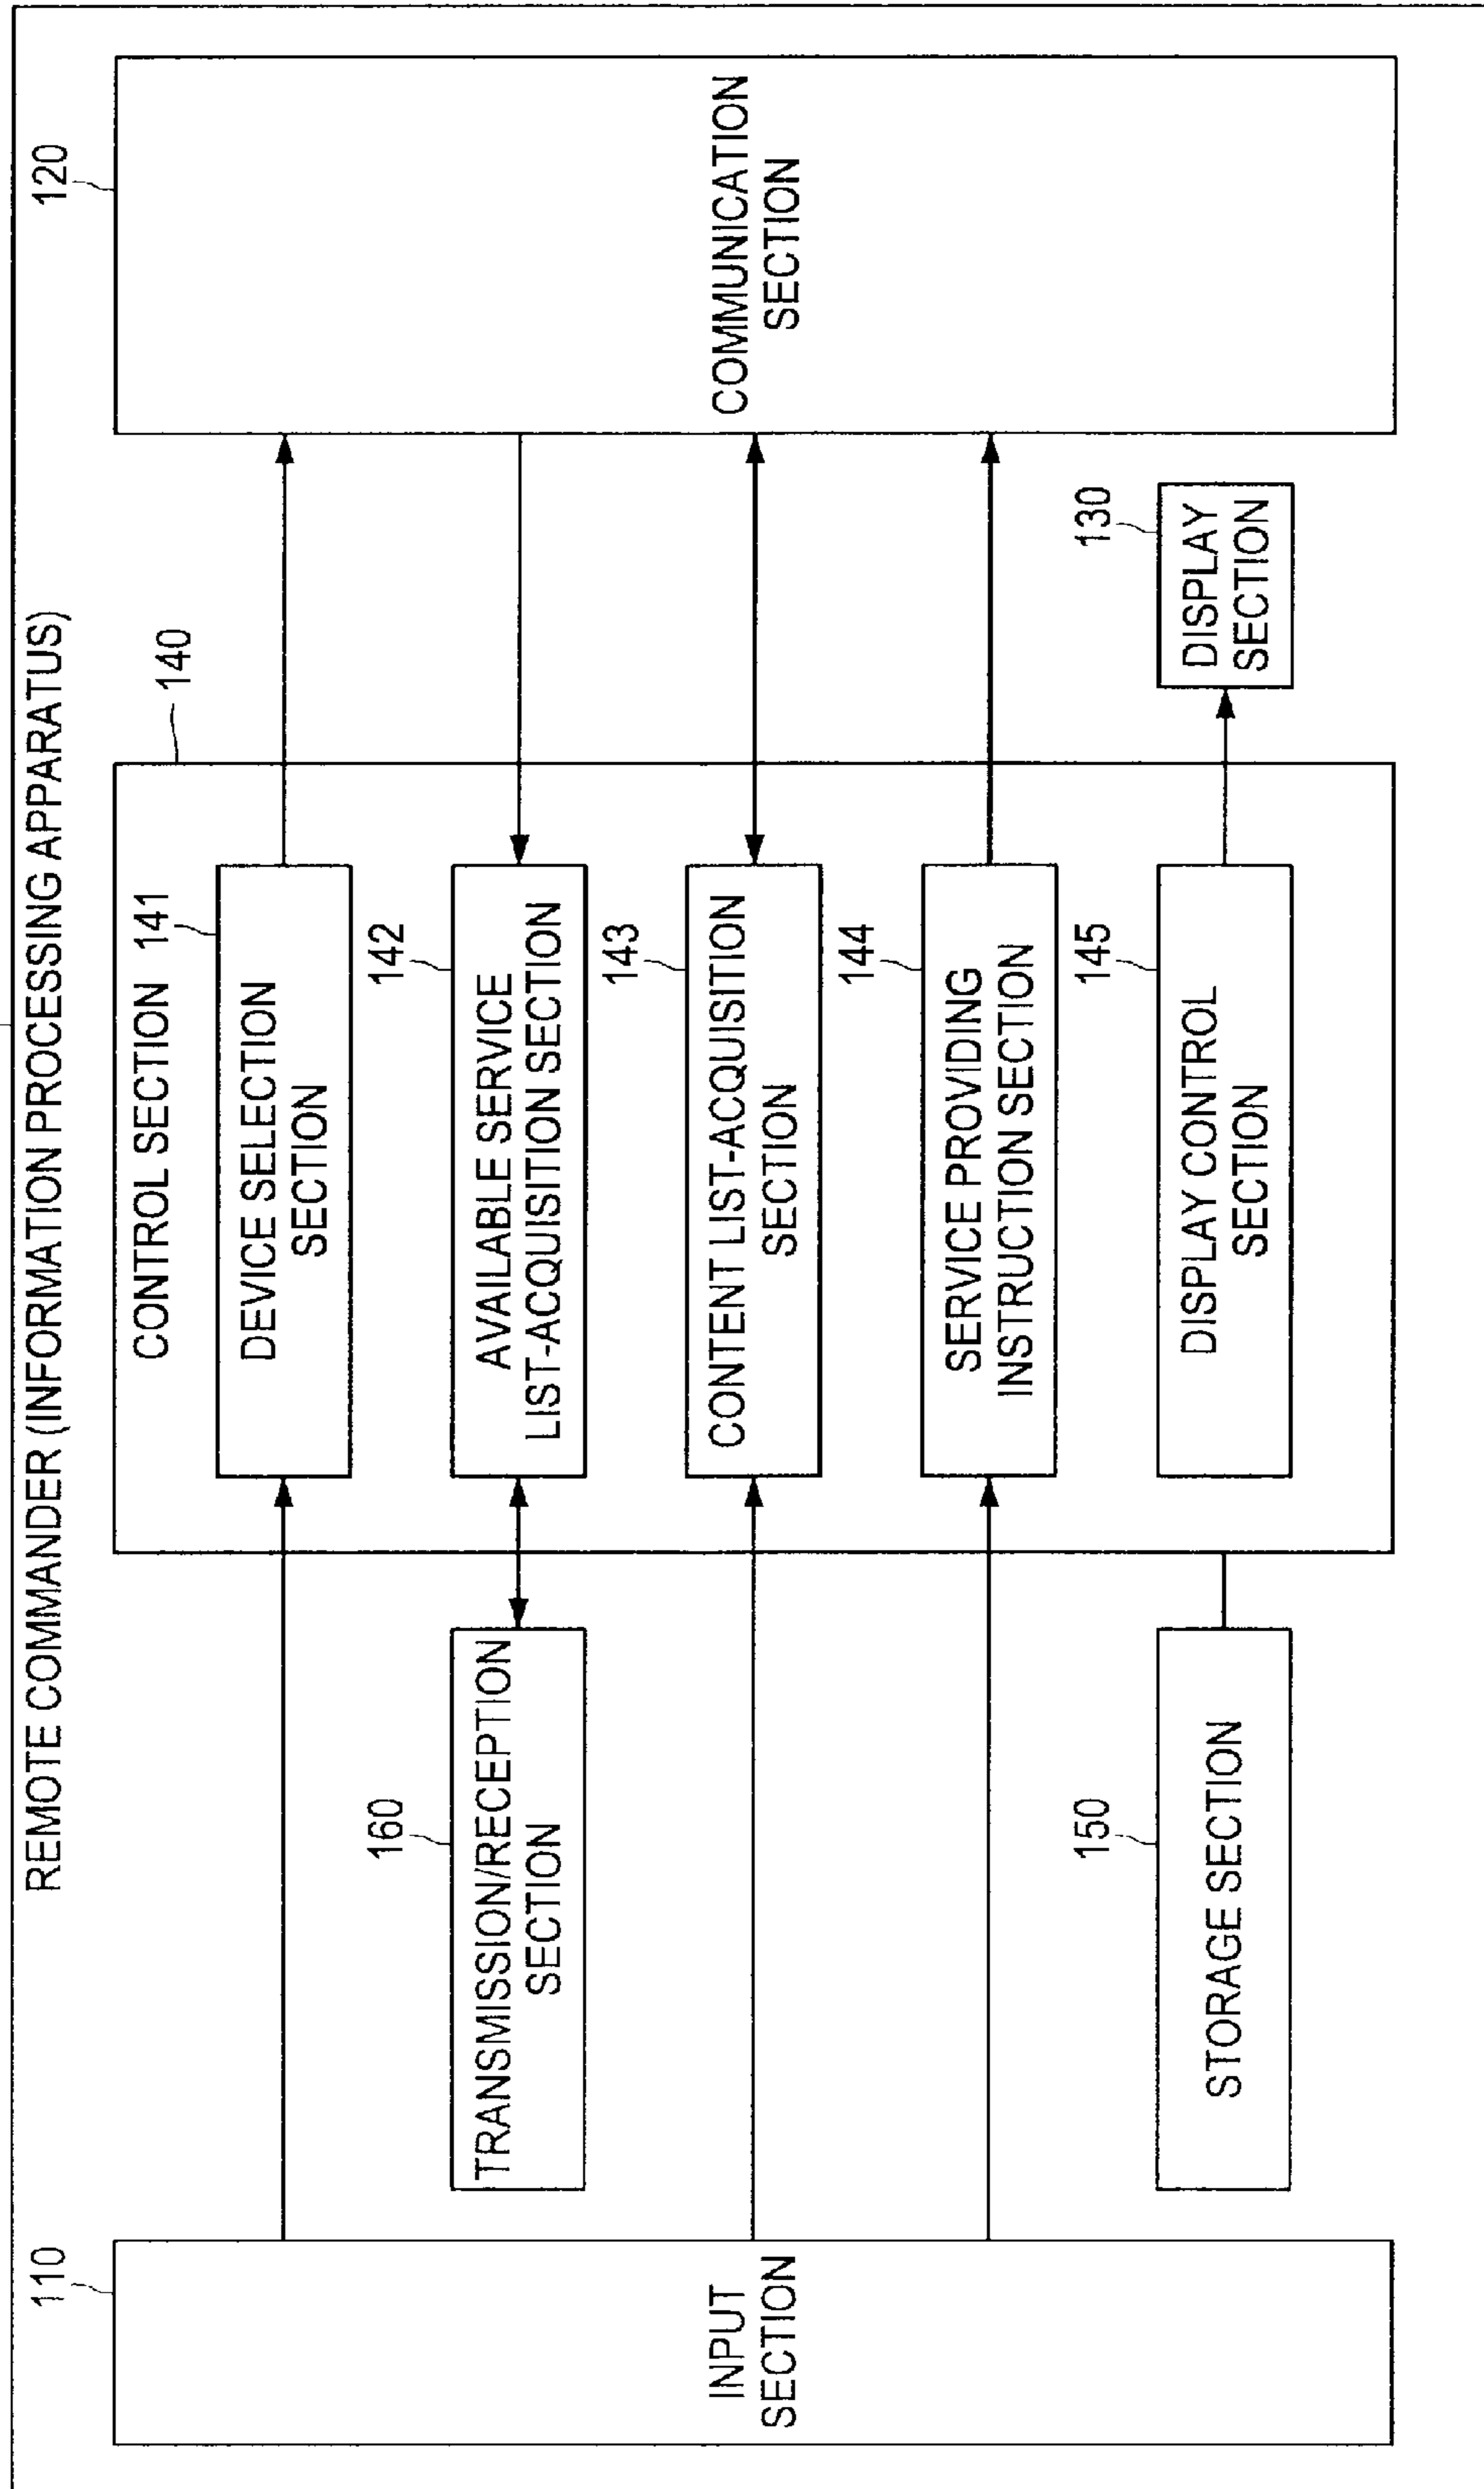 REMOTE COMMANDER (INFORMATION PROCESSING APPARATUS)
110
INPUT
SECTION
160
TRANSMISSION/RECEPTION
SECTION
150
STORAGE SECTION
140
CONTROL SECTION
141
DEVICE SELECTION
SECTION
142
AVAILABLE SERVICE
LIST-ACQUISITION SECTION
143
CONTENT LIST-ACQUISITION
SECTION
144
SERVICE PROVIDING
INSTRUCTION SECTION
145
DISPLAY CONTROL
SECTION
130
DISPLAY
SECTION
120
COMMUNICATION
SECTION